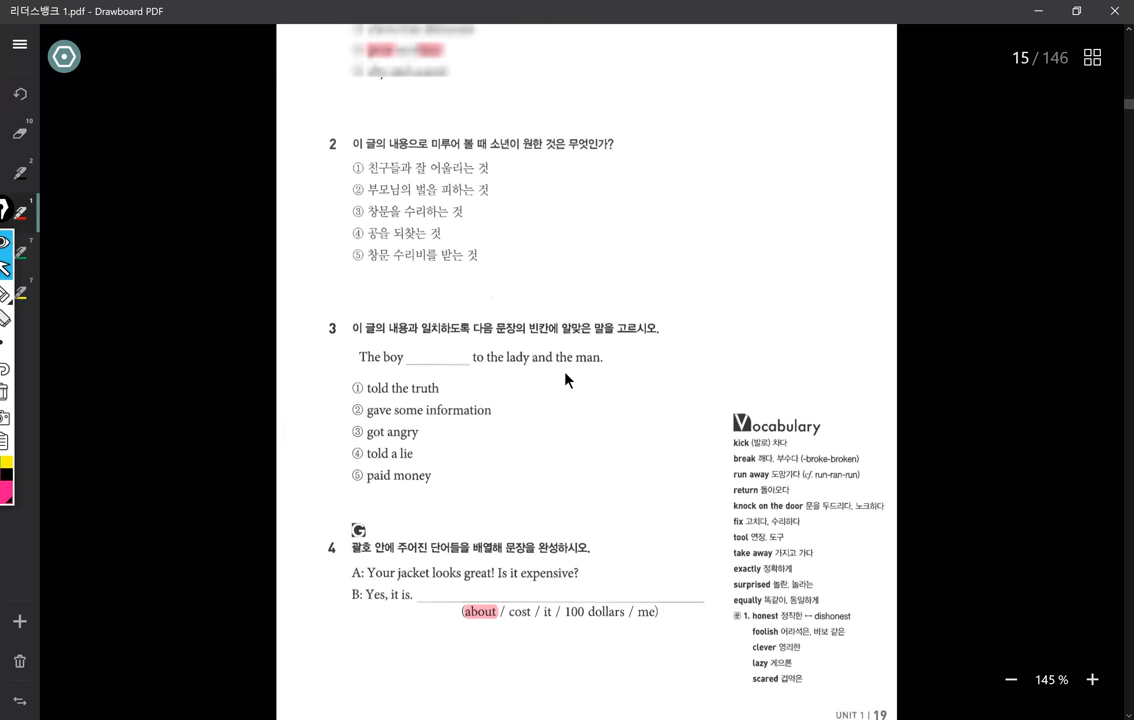 리더스뱅크 1.pdf - Drawboard PDF
15 / 146
10
2
1
7
7
2 이 글의 내용으로 미루어 볼 때 소년이 원한 것은 무엇인가?
① 친구들과 잘 어울리는 것
② 부모님의 벌을 피하는 것
③ 창문을 수리하는 것
④ 공을 되찾는 것
⑤ 창문 수리비를 받는 것
3 이 글의 내용과 일치하도록 다음 문장의 빈칸에 알맞은 말을 고르시오.
The boy ________ to the lady and the man.
① told the truth
② gave some information
③ got angry
④ told a lie
⑤ paid money
G
4 괄호 안에 주어진 단어들을 배열해 문장을 완성하시오.
A: Your jacket looks great! Is it expensive?
B: Yes, it is. ________
(about / cost / it / 100 dollars / me)
Vocabulary
kick (발로) 차다
break 깨다, 부수다 (-broke-broken)
run away 도망가다 (cf. run-ran-run)
return 돌아오다
knock on the door 문을 두드리다, 노크하다
fix 고치다, 수리하다
tool 연장, 도구
take away 가지고 가다
exactly 정확하게
surprised 놀란, 놀라는
equally 똑같이, 동일하게
문 1. honest 정직한 ↔ dishonest
foolish 어리석은, 바보 같은
clever 영리한
lazy 게으른
scared 겁먹은
145 %
UNIT 1 | 19